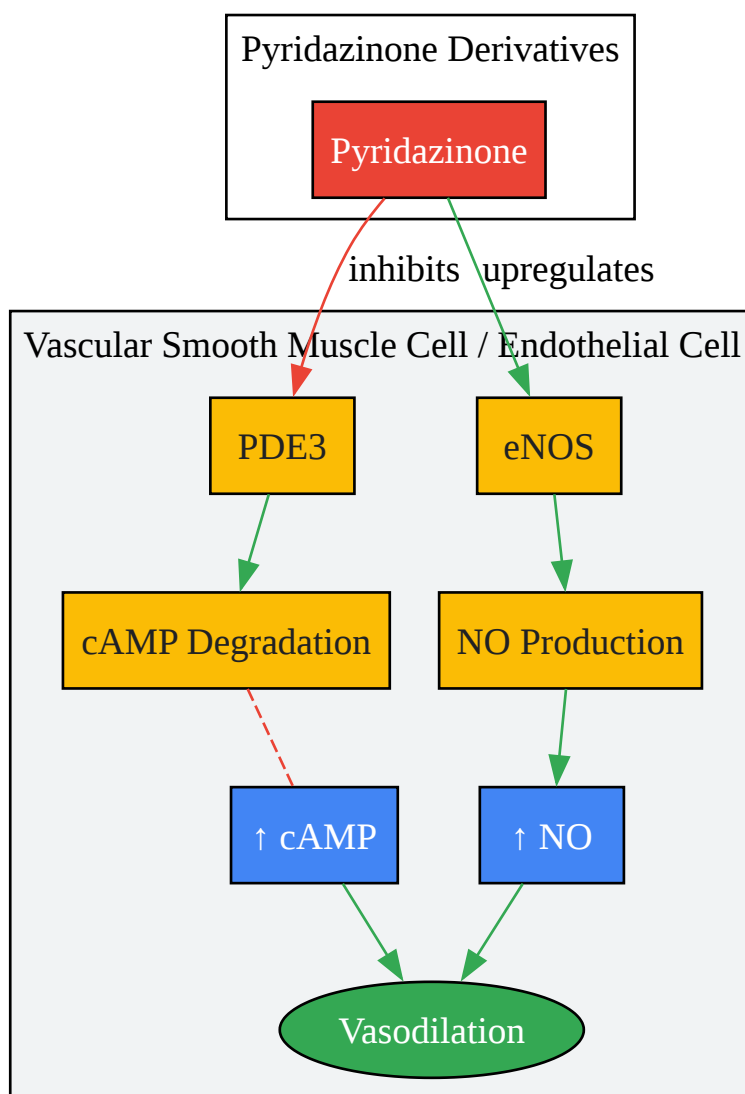 Pyridazinone Derivatives
Pyridazinone
inhibits
upregulates
Vascular Smooth Muscle Cell / Endothelial Cell
PDE3
eNOS
cAMP Degradation
NO Production
↑ cAMP
↑ NO
Vasodilation